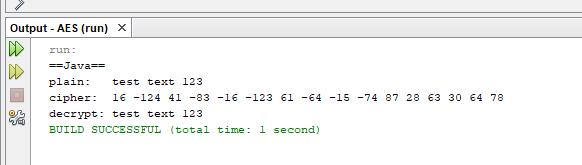 Output - AES (run) ×
run:
==Java==
plain:   test text 123
cipher:  16 -124 41 -83 -16 -123 61 -64 -15 -74 87 28 63 30 64 78
decrypt: test text 123
BUILD SUCCESSFUL (total time: 1 second)